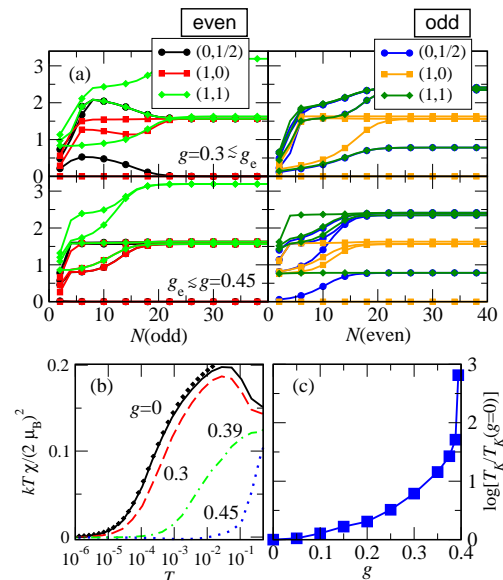 even
odd
(0,1/2)
(1,0)
(1,1)
(0,1/2)
(1,0)
(1,1)
(a)
3
2
1
0
g=0.3≲gₑ
3
2
1
0
gₑ≲g=0.45
0 10 20 30
0 10 20 30 40
N(odd)
N(even)
(b)
(c)
kTχ/(2 μ_B)²
0.2
0.1
0
g=0
0.39
0.3
0.45
10⁻⁶ 10⁻⁵ 10⁻⁴ 10⁻³ 10⁻² 10⁻¹
T
3
2
1
0
log[T_K/T_K(g=0)]
0 0.1 0.2 0.3 0.4
g